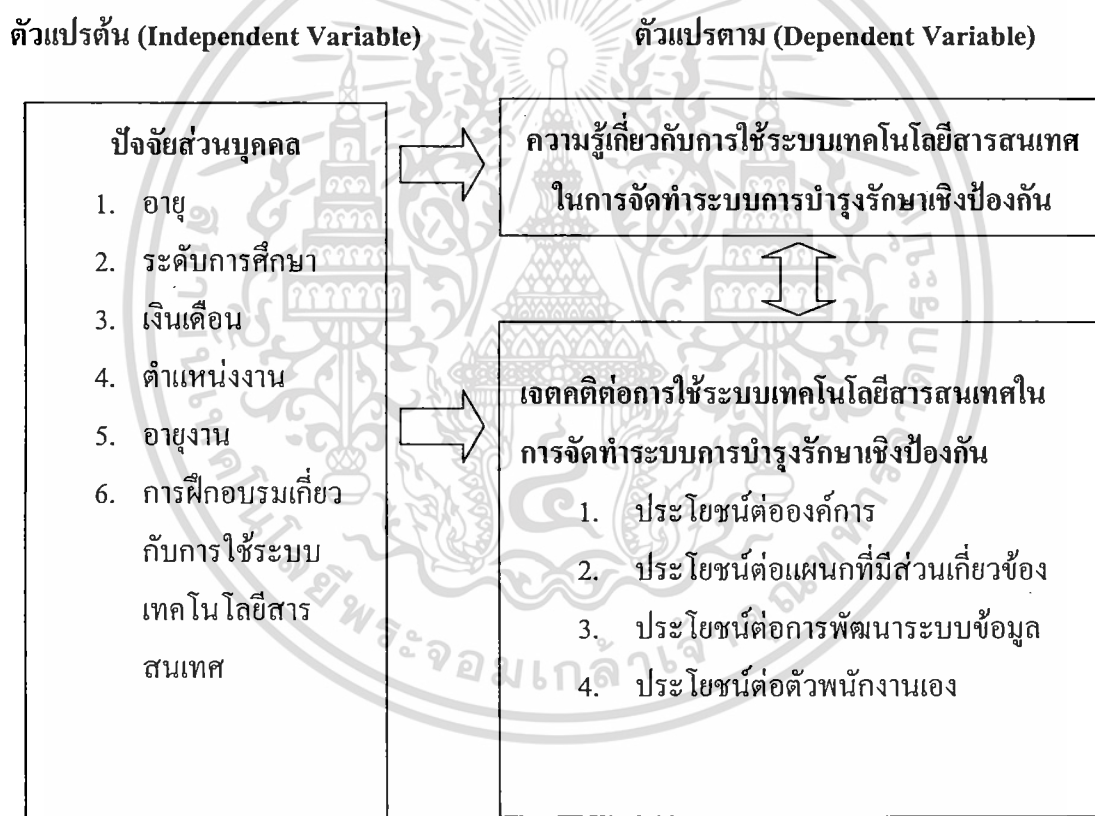 ตัวแปรต้น (Independent Variable)
ตัวแปรตาม (Dependent Variable)
ปัจจัยส่วนบุคคล
1. อายุ
2. ระดับการศึกษา
3. เงินเดือน
4. ตำแหน่งงาน
5. อายุงาน
6. การฝึกอบรมเกี่ยว
กับการใช้ระบบ
เทคโนโลยีสาร
สนเทศ
ความรู้เกี่ยวกับการใช้ระบบเทคโนโลยีสารสนเทศ
ในการจัดทำระบบการบำรุงรักษาเชิงป้องกัน
เจตคติต่อการใช้ระบบเทคโนโลยีสารสนเทศใน
การจัดทำระบบการบำรุงรักษาเชิงป้องกัน
1. ประโยชน์ต่อองค์การ
2. ประโยชน์ต่อแผนกที่มีส่วนเกี่ยวข้อง
3. ประโยชน์ต่อการพัฒนาระบบข้อมูล
4. ประโยชน์ต่อตัวพนักงานเอง